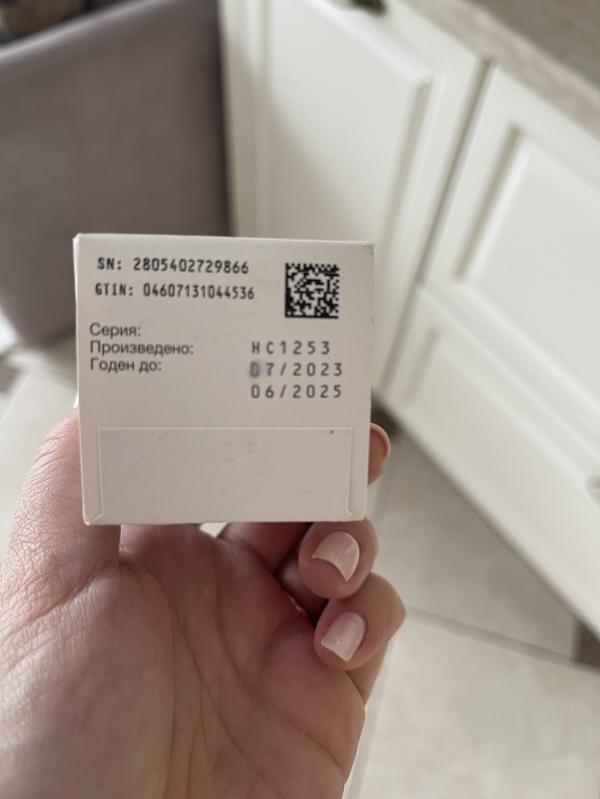 SN: 2805402729866
GTIN: 04607131044536
Серия:
Произведено: HC1253
Годен до: 07/2023
06/2025